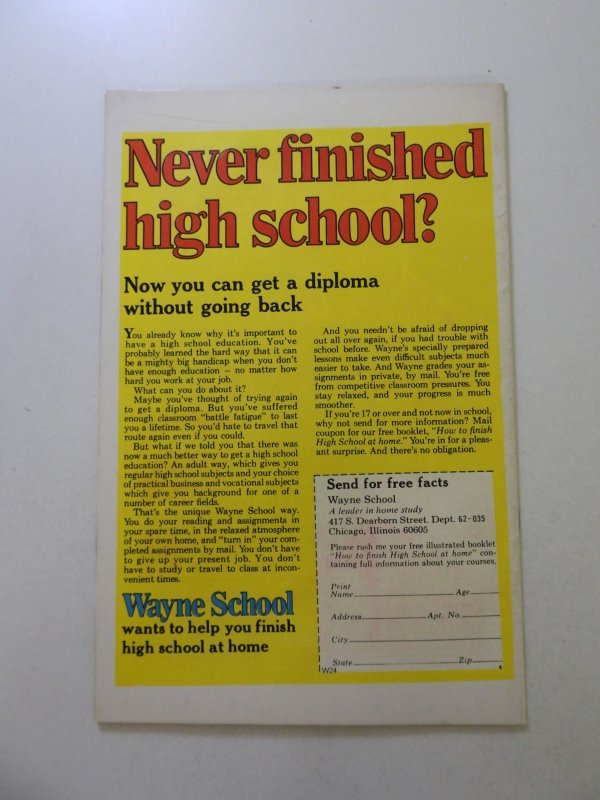 Never finished
high school?
Now you can get a diploma
without going back
You already know why it's important to
have a high school education. You've
probably learned the hard way that it can
be a mighty big handicap when you don't
have enough education – no matter how
hard you work at your job.
What can you do about it?
Maybe you've thought of trying again
to get a diploma. But you've suffered
enough classroom "battle fatigue" to last
you a lifetime. So you'd hate to travel that
route again even if you could.
But what if we told you that there was
now a much better way to get a high school
education? An adult way, which gives you
regular high school subjects and your choice
of practical business and vocational subjects
which give you background for one of a
number of career fields.
That's the unique Wayne School way.
You do your reading and assignments in
your spare time, in the relaxed atmosphere
of your own home, and "turn in" your com-
pleted assignments by mail. You don't have
to give up your present job. You don't
have to study or travel to class at incon-
venient times.
Wayne School
wants to help you finish
high school at home
And you needn't be afraid of dropping
out all over again, if you had trouble with
school before. Wayne's specially prepared
lessons make even difficult subjects much
easier to take. And Wayne grades your as-
signments in private, by mail. You're free
from competitive classroom pressures. You
stay relaxed, and your progress is much
smoother.
If you're 17 or over and not now in school,
why not send for more information? Mail
coupon for our free booklet, "How to finish
High School at home." You're in for a pleas-
ant surprise. And there's no obligation.
Send for free facts
Wayne School
A leader in home study
417 S. Dearborn Street. Dept. 62-035
Chicago, Illinois 60605
Please rush me your free illustrated booklet
"How to finish High School at home" con-
taining full information about your courses.
Print
Name Age
Address Apt. No.
City
State Zip
W24 4